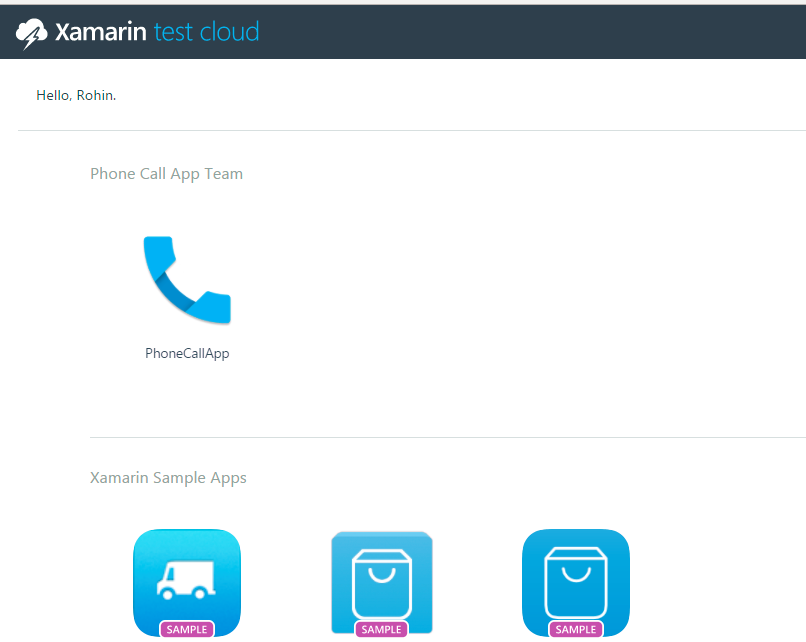 Xamarin test cloud
Hello, Rohin.
Phone Call App Team
PhoneCallApp
Xamarin Sample Apps
SAMPLE SAMPLE SAMPLE